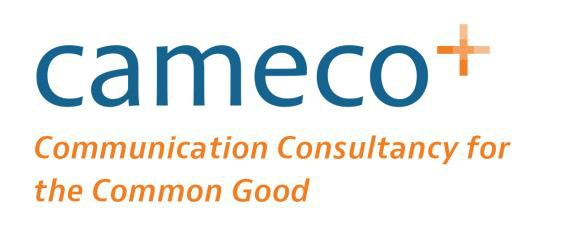 cameco+
Communication Consultancy for
the Common Good